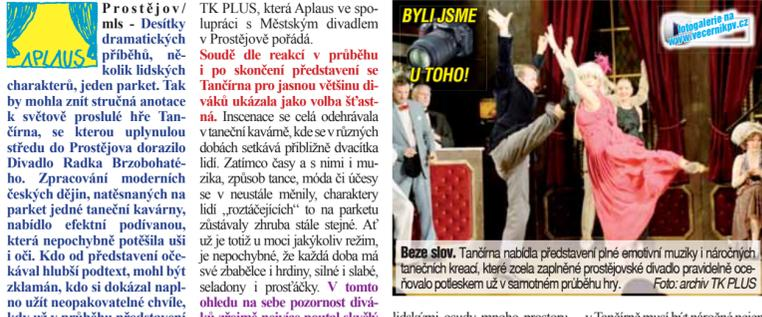 APLAUS
Prostějov/
mls - Desítky
dramatických
příběhů, ně-
kolik lidských
charakterů, jeden parket. Tak
by mohla znít stručná anotace
k světově proslulé hře Tan-
čírna, se kterou uplynulou
středu do Prostějova dorazilo
Divadlo Radka Brzobohaté-
ho. Zpracování moderních
českých dějin, natěsnaných na
parket jedné taneční kavárny,
nabídlo efektní podívanou,
která nepochybně potěšila uši
i oči. Kdo od představení oče-
kával hlubší podtext, mohl být
zklamán, kdo si dokázal napl-
no užít neopakovatelné chvíle,
kdy už v průběhu představení
TK PLUS, která Aplaus ve spo-
lupráci s Městským divadlem
v Prostějově pořádá.
Soudě dle reakcí v průběhu
i po skončení představení se
Tančírna pro jasnou většinu di-
váků ukázala jako volba šťast-
ná. Inscenace se celá odehrávala
v taneční kavárně, kde se v různých
dobách setkává přibližně dvacítka
lidí. Zatímco časy a s nimi i mu-
zika, způsob tance, móda či účesy
se v neustále měnily, charaktery
lidí „roztáčejících“ to na parketu
zůstávaly zhruba stále stejné. Ať
už je totiž u moci jakýkoliv režim,
je nepochybné, že každá doba má
své zbabělce i hrdiny, silné i slabé,
seladony i prosťáčky. V tomto
ohledu na sebe pozornost divá-
BYLI JSME
U TOHO!
fotogalerie na
www.vecernikpv.cz
Beze slov. Tančírna nabídla představení plné emotivní muziky i náročných
tanečních kreací, které zcela zaplněné prostějovské divadlo pravidelně oce-
ňovalo potleskem už v samotném průběhu hry. Foto: archiv TK PLUS